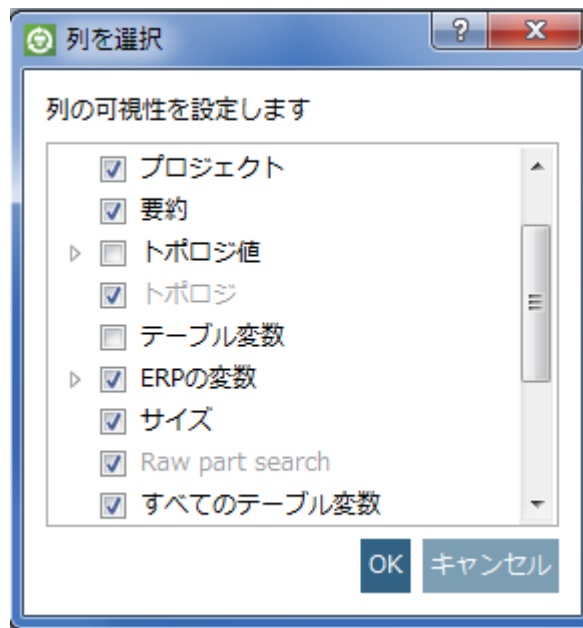 列を選択
?
X
列の可視性を設定します
プロジェクト
要約
トポロジ値
トポロジ
テーブル変数
ERPの変数
サイズ
Raw part search
すべてのテーブル変数
OK キャンセル